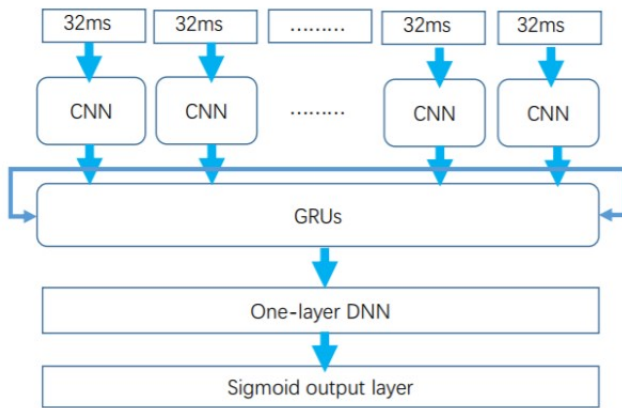 32ms 32ms ......... 32ms 32ms
CNN CNN ......... CNN CNN
GRUs
One-layer DNN
Sigmoid output layer